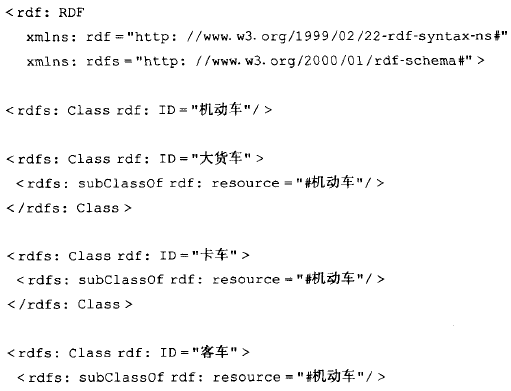 <rdf: RDF
xmlns: rdf="http: //www.w3.org/1999/02/22-rdf-syntax-ns#"
xmlns: rdfs="http: //www.w3.org/2000/01/rdf-schema#">
<rdfs: Class rdf: ID="机动车"/>
<rdfs: Class rdf: ID="大货车">
<rdfs: subClassOf rdf: resource="#机动车"/>
</rdfs: Class>
<rdfs: Class rdf: ID="卡车">
<rdfs: subClassOf rdf: resource="#机动车"/>
</rdfs: Class>
<rdfs: Class rdf: ID="客车">
<rdfs: subClassOf rdf: resource="#机动车"/>